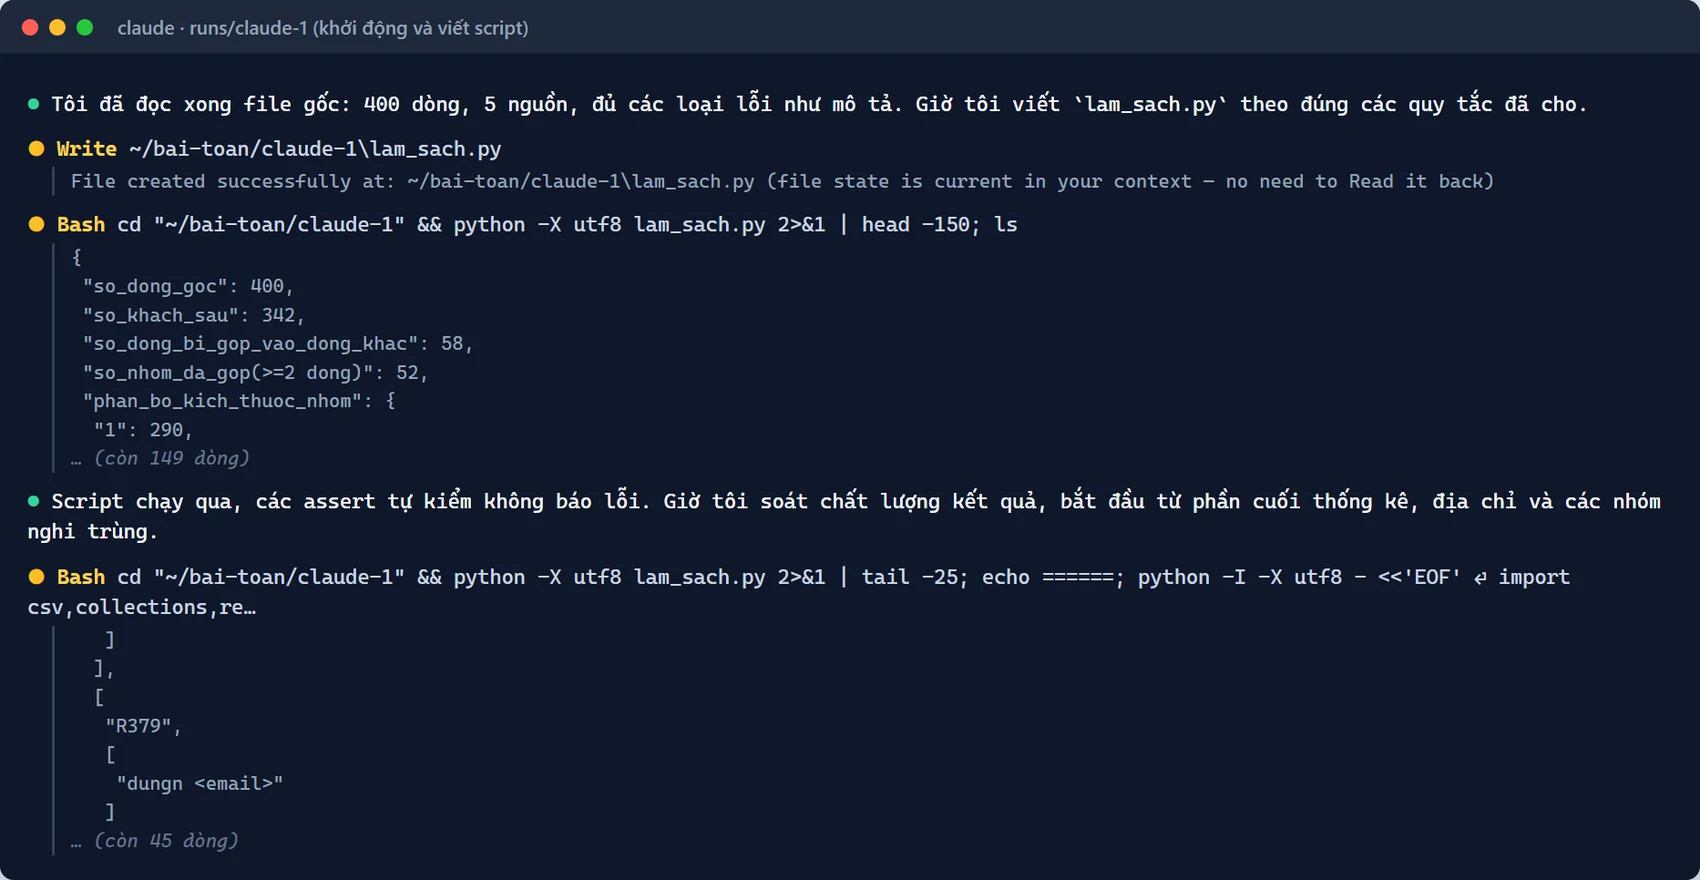 claude · runs/claude-1 (khởi động và viết script)
● Tôi đã đọc xong file gốc: 400 dòng, 5 nguồn, đủ các loại lỗi như mô tả. Giờ tôi viết `lam_sach.py` theo đúng các quy tắc đã cho.
● Write ~/bai-toan/claude-1\lam_sach.py
File created successfully at: ~/bai-toan/claude-1\lam_sach.py (file state is current in your context — no need to Read it back)
● Bash cd "~/bai-toan/claude-1" && python -X utf8 lam_sach.py 2>&1 | head -150; ls
{
"so_dong_goc": 400,
"so_khach_sau": 342,
"so_dong_bi_gop_vao_dong_khac": 58,
"so_nhom_da_gop(>=2 dong)": 52,
"phan_bo_kich_thuoc_nhom": {
"1": 290,
… (còn 149 dòng)
● Script chạy qua, các assert tự kiểm không báo lỗi. Giờ tôi soát chất lượng kết quả, bắt đầu từ phần cuối thống kê, địa chỉ và các nhóm
nghi trùng.
● Bash cd "~/bai-toan/claude-1" && python -X utf8 lam_sach.py 2>&1 | tail -25; echo ======; python -I -X utf8 - <<'EOF' ⏎ import
csv,collections,re…
]
],
[
"R379",
[
"dungn <email>"
]
… (còn 45 dòng)